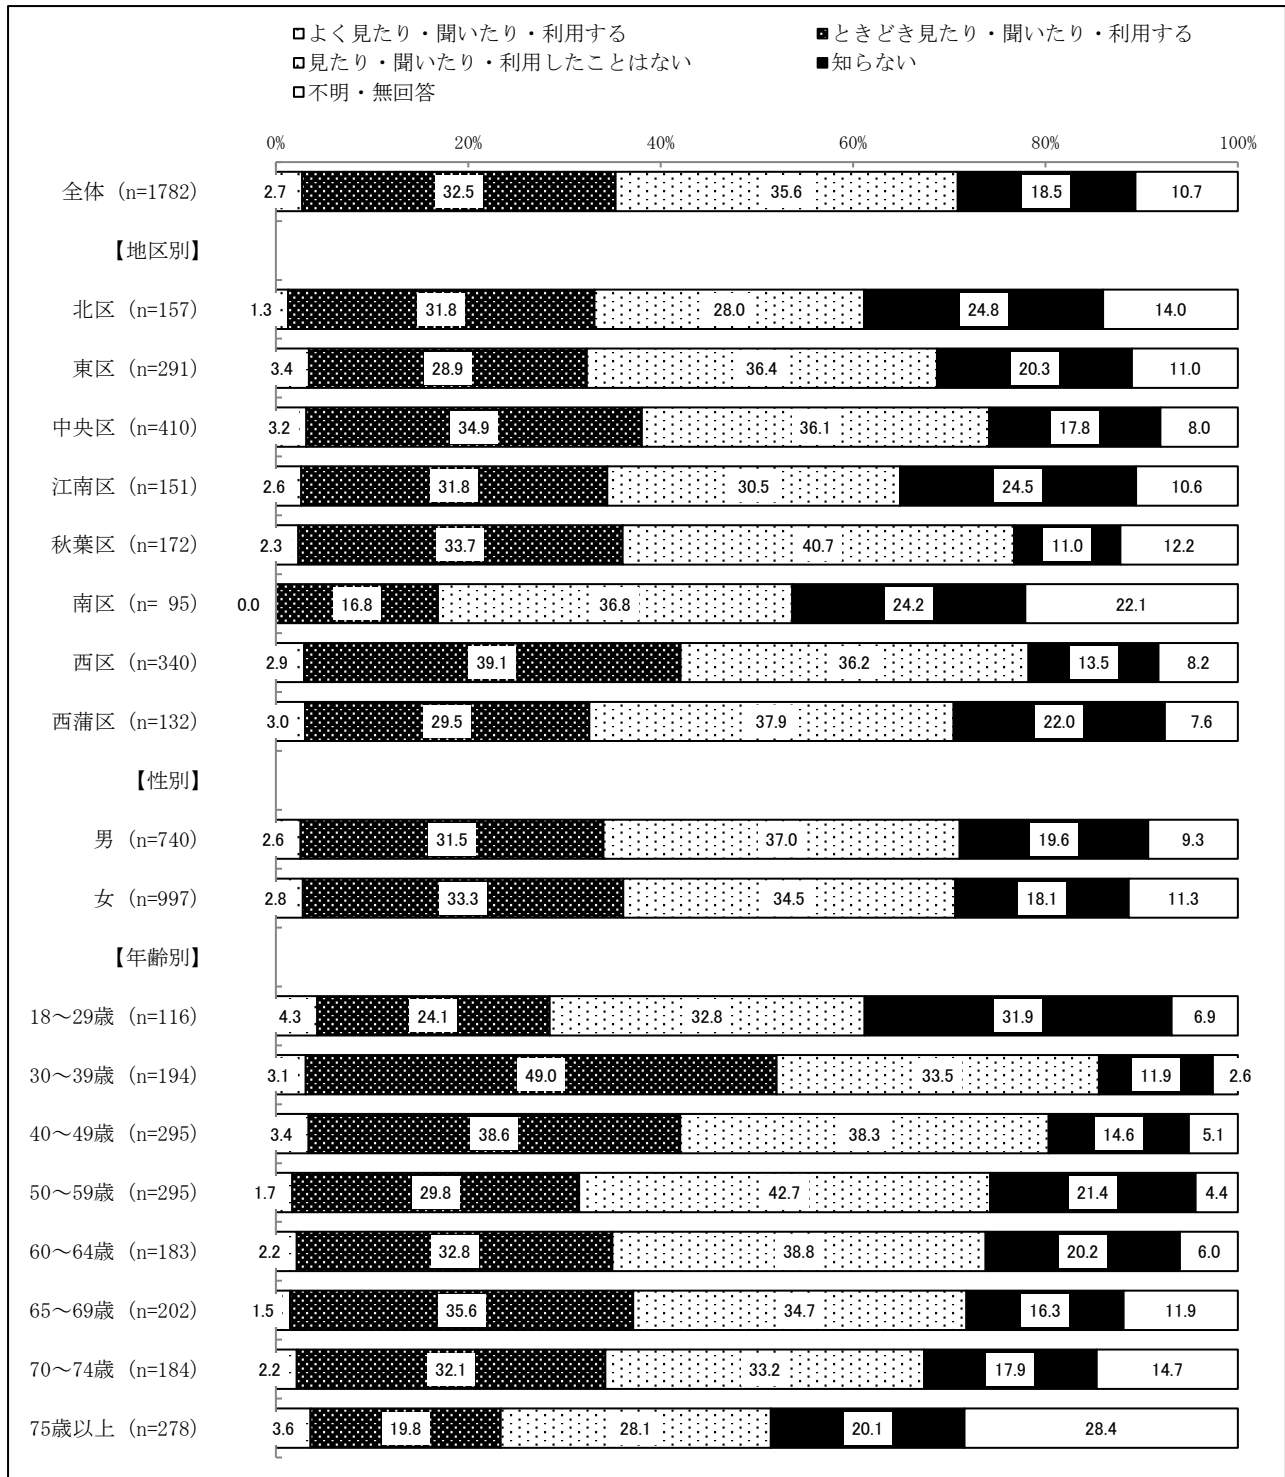 □よく見たり・聞いたり・利用する ■ときどき見たり・聞いたり・利用する
□見たり・聞いたり・利用したことはない ■知らない
□不明・無回答
0% 20% 40% 60% 80% 100%
全体 (n=1782) 2.7 32.5 35.6 18.5 10.7
【地区別】
北区 (n=157) 1.3 31.8 28.0 24.8 14.0
東区 (n=291) 3.4 28.9 36.4 20.3 11.0
中央区 (n=410) 3.2 34.9 36.1 17.8 8.0
江南区 (n=151) 2.6 31.8 30.5 24.5 10.6
秋葉区 (n=172) 2.3 33.7 40.7 11.0 12.2
南区 (n= 95) 0.0 16.8 36.8 24.2 22.1
西区 (n=340) 2.9 39.1 36.2 13.5 8.2
西蒲区 (n=132) 3.0 29.5 37.9 22.0 7.6
【性別】
男 (n=740) 2.6 31.5 37.0 19.6 9.3
女 (n=997) 2.8 33.3 34.5 18.1 11.3
【年齢別】
18～29歳 (n=116) 4.3 24.1 32.8 31.9 6.9
30～39歳 (n=194) 3.1 49.0 33.5 11.9 2.6
40～49歳 (n=295) 3.4 38.6 38.3 14.6 5.1
50～59歳 (n=295) 1.7 29.8 42.7 21.4 4.4
60～64歳 (n=183) 2.2 32.8 38.8 20.2 6.0
65～69歳 (n=202) 1.5 35.6 34.7 16.3 11.9
70～74歳 (n=184) 2.2 32.1 33.2 17.9 14.7
75歳以上 (n=278) 3.6 19.8 28.1 20.1 28.4